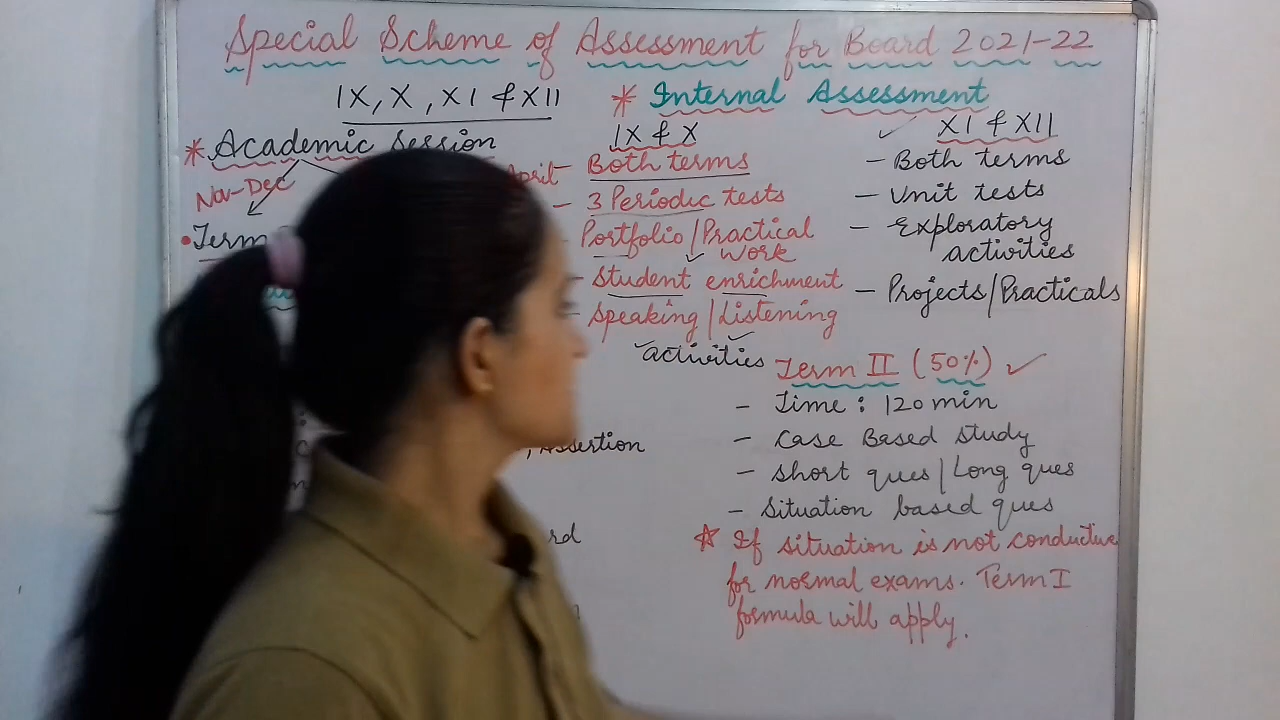 Special Scheme of Assessment for Board 2021-22
IX, X, XI & XII
* Academic Session
Nov-Dec
April
• Term
* Internal Assessment
IX & X
- Both terms
- 3 Periodic tests
- Portfolio/Practical
work
- Student enrichment
- Speaking/Listening
activities
✓ XI & XII
- Both terms
- Unit tests
- Exploratory
activities
- Projects/Practicals
, Assertion
rd
Term II (50%) ✓
- Time: 120 min
- Case Based Study
- Short ques/Long ques
- Situation based ques
* If situation is not conductive
for normal exams. Term I
formula will apply.